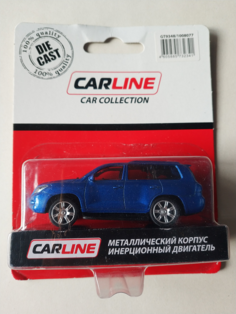 100% quality
DIE
CAST
100% quality
CARLINE
CAR COLLECTION
CARLINE
МЕТАЛЛИЧЕСКИЙ КОРПУС
ИНЕРЦИОННЫЙ ДВИГАТЕЛЬ